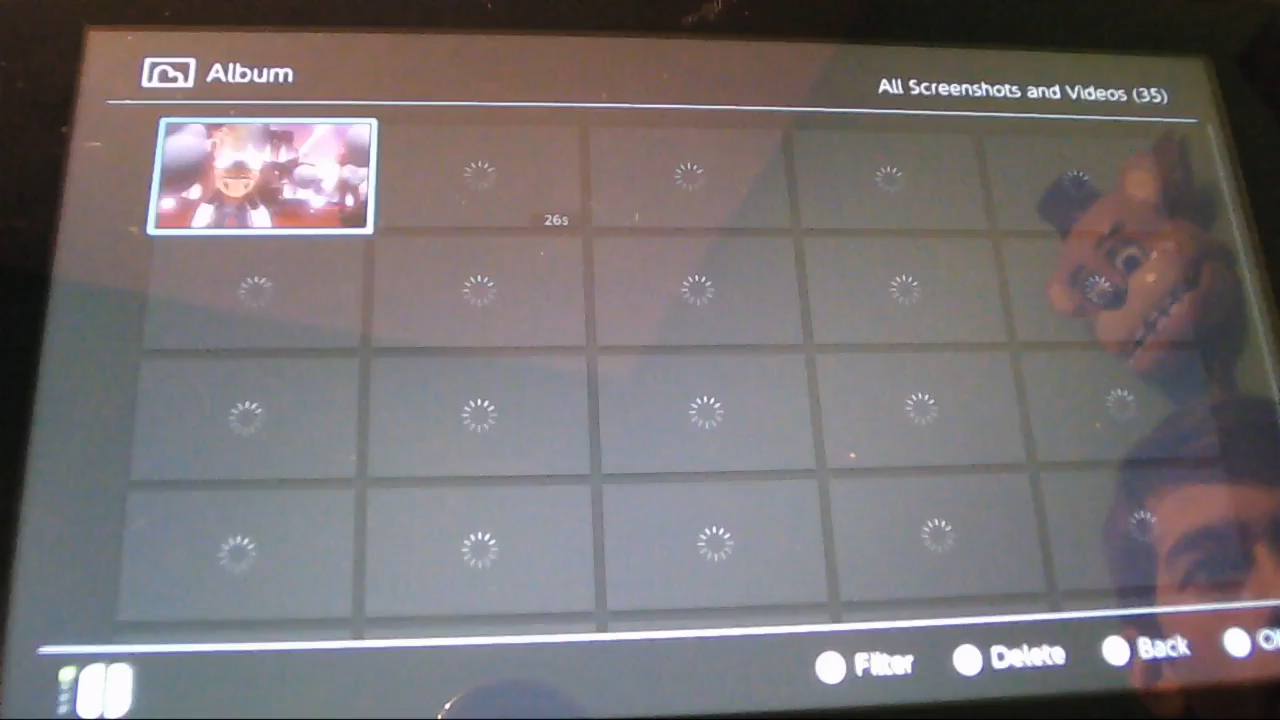 Album
All Screenshots and Videos (35)
26s
Filter
Delete
Back